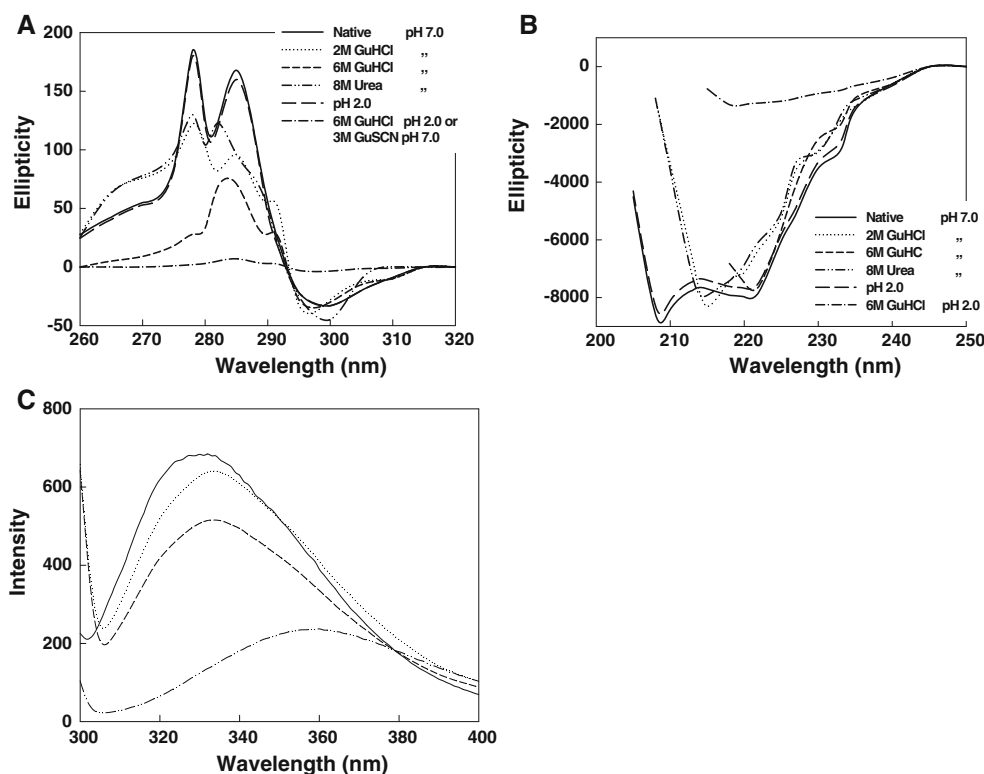 A
200
150
100
50
0
-50
260 270 280 290 300 310 320
Ellipticity
Wavelength (nm)
Native pH 7.0
2M GuHCl ,,
6M GuHCl ,,
8M Urea ,,
pH 2.0
6M GuHCl pH 2.0 or
3M GuSCN pH 7.0
B
0
-2000
-4000
-6000
-8000
200 210 220 230 240 250
Ellipticity
Wavelength (nm)
Native pH 7.0
2M GuHCl ,,
6M GuHC ,,
8M Urea ,,
pH 2.0
6M GuHCl pH 2.0
C
800
600
400
200
0
300 320 340 360 380 400
Intensity
Wavelength (nm)